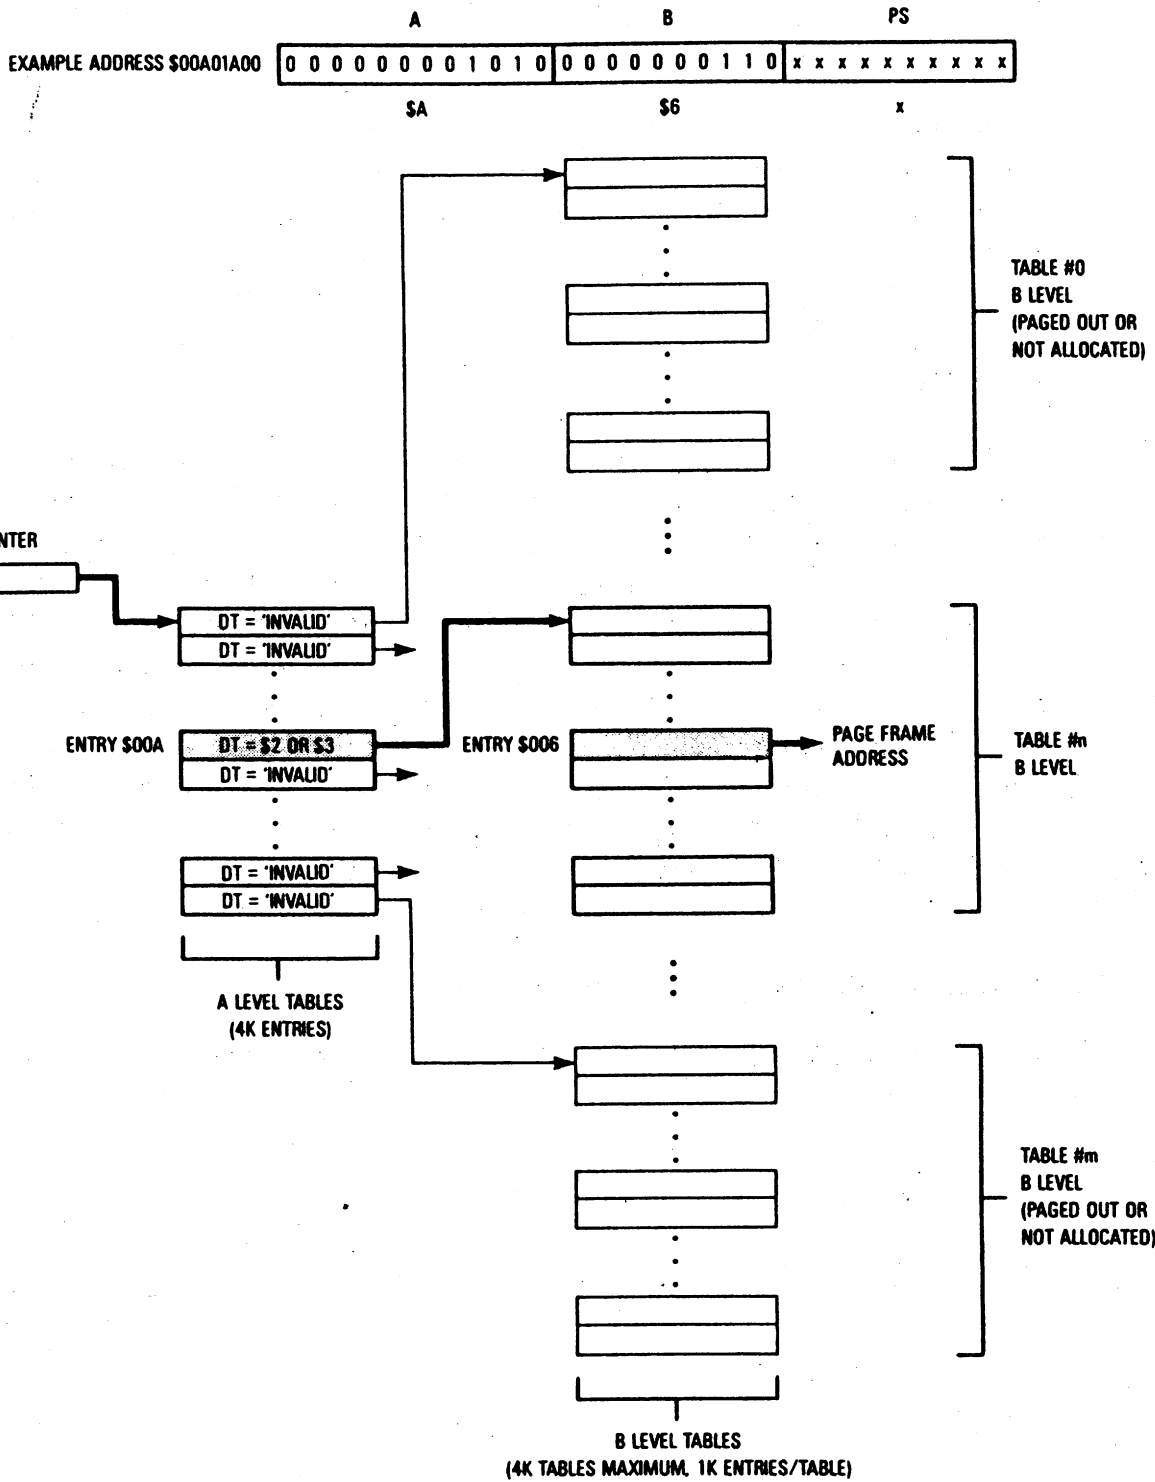 A B PS
EXAMPLE ADDRESS $00A01A00 0 0 0 0 0 0 0 0 1 0 1 0 0 0 0 0 0 0 0 1 1 0 x x x x x x x x x x
$A $6 x
TABLE #0
B LEVEL
(PAGED OUT OR
NOT ALLOCATED)
NTER
DT = 'INVALID'
DT = 'INVALID'
ENTRY $00A DT = $2 OR $3 ENTRY $006 PAGE FRAME
ADDRESS
DT = 'INVALID'
TABLE #n
B LEVEL
DT = 'INVALID'
DT = 'INVALID'
A LEVEL TABLES
(4K ENTRIES)
TABLE #m
B LEVEL
(PAGED OUT OR
NOT ALLOCATED)
B LEVEL TABLES
(4K TABLES MAXIMUM, 1K ENTRIES/TABLE)